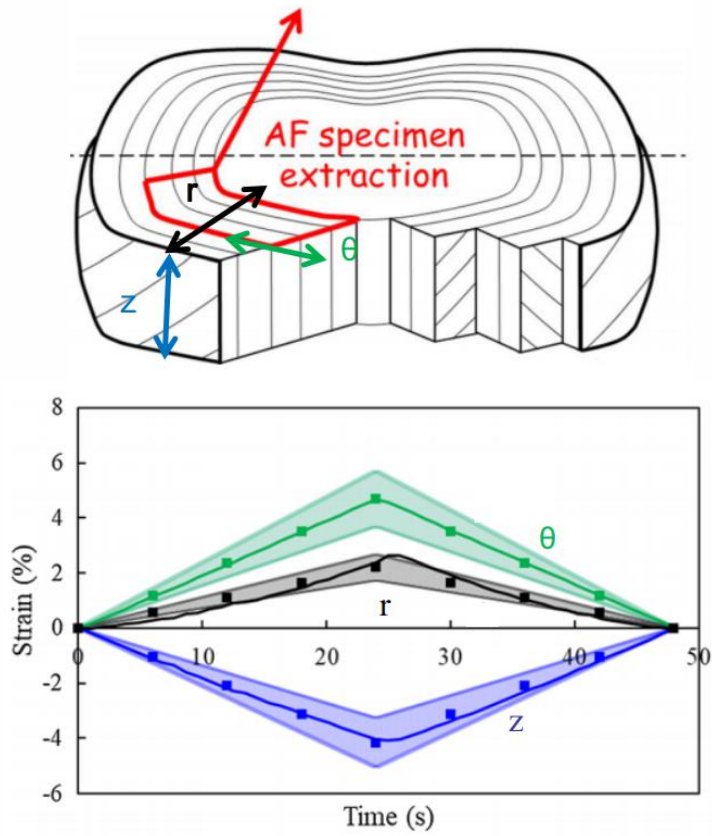 AF specimen
extraction
r
θ
z
8
6
4
2
0
-2
-4
-6
0
10
20
30
40
50
θ
r
z
Strain (%)
Time (s)